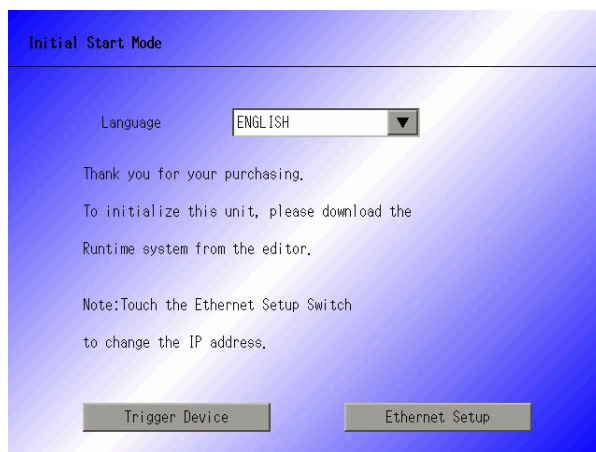 Initial Start Mode
Language
ENGLISH
Thank you for your purchasing.
To initialize this unit, please download the
Runtime system from the editor.
Note:Touch the Ethernet Setup Switch
to change the IP address.
Trigger Device
Ethernet Setup